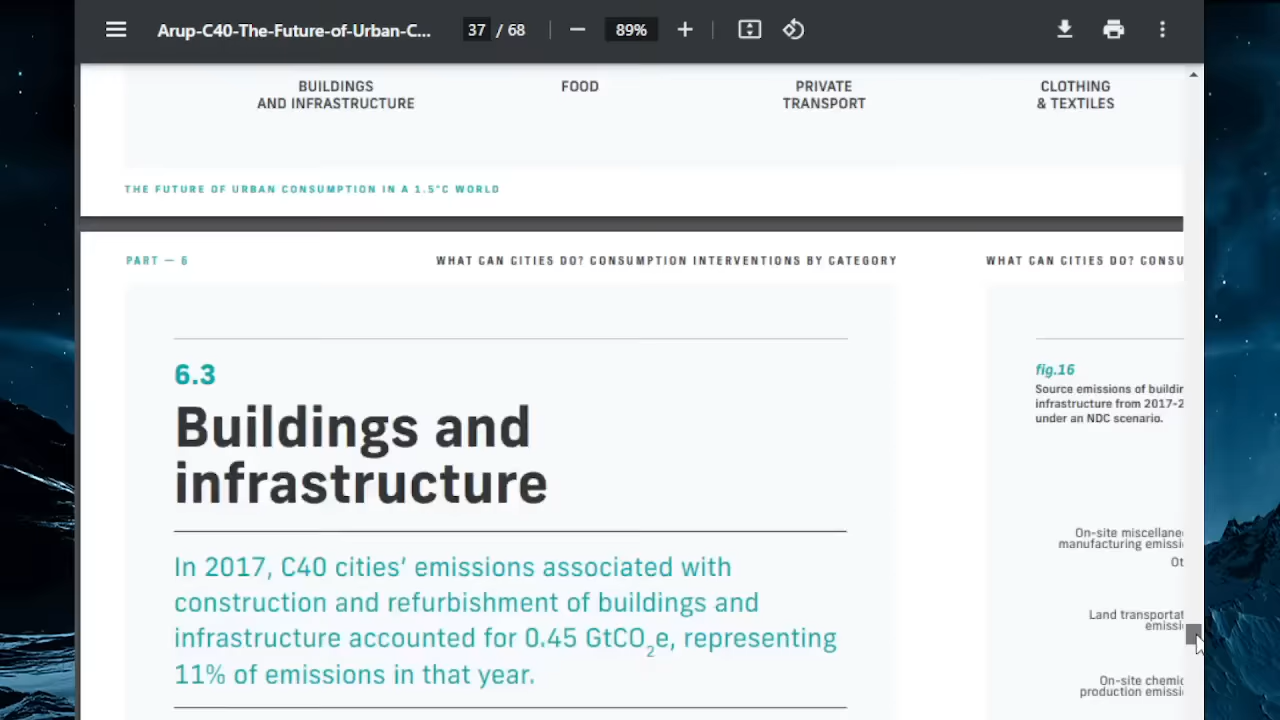 Arup-C40-The-Future-of-Urban-C...
37 / 68
89%
BUILDINGS
AND INFRASTRUCTURE
FOOD
PRIVATE
TRANSPORT
CLOTHING
& TEXTILES
THE FUTURE OF URBAN CONSUMPTION IN A 1.5°C WORLD
PART — 6
WHAT CAN CITIES DO? CONSUMPTION INTERVENTIONS BY CATEGORY
6.3
Buildings and
infrastructure
In 2017, C40 cities’ emissions associated with
construction and refurbishment of buildings and
infrastructure accounted for 0.45 GtCO2e, representing
11% of emissions in that year.
WHAT CAN CITIES DO? CONSU
fig.16
Source emissions of buildin
infrastructure from 2017-2
under an NDC scenario.
On-site miscellane
manufacturing emissi
Ot
Land transportat
emissi
On-site chemic
production emissi